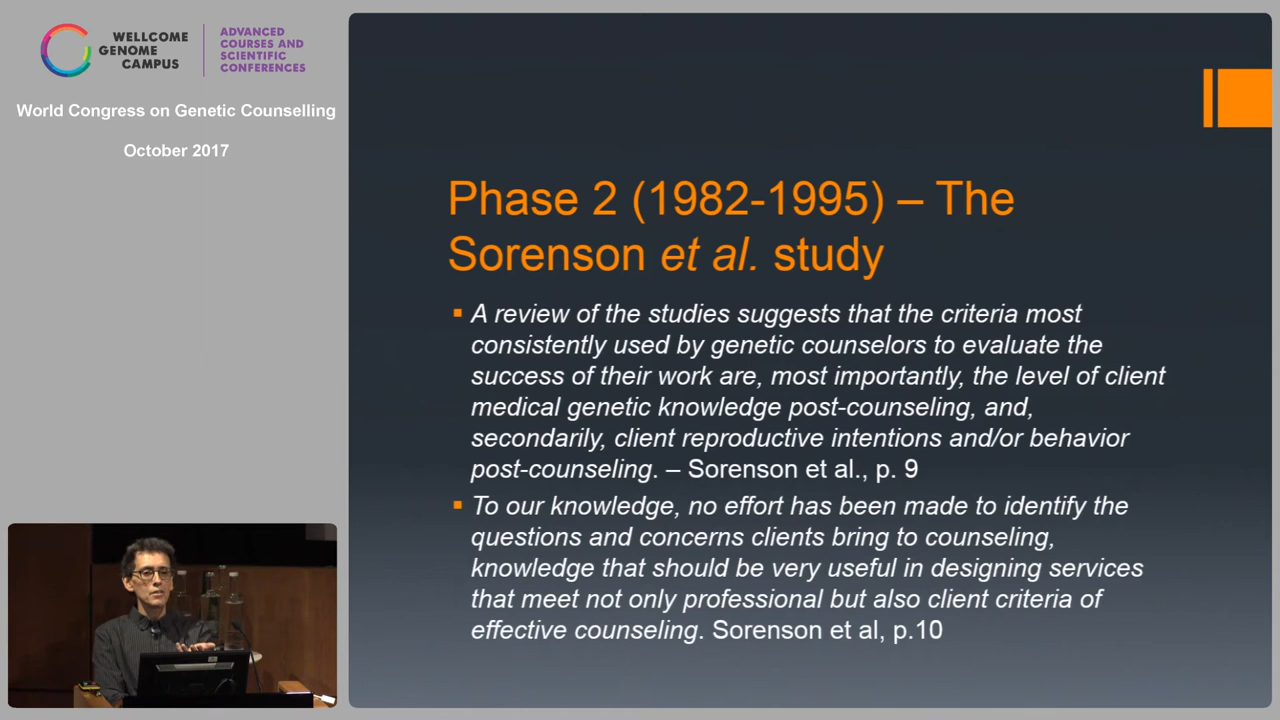 WELLCOME
GENOME
CAMPUS
ADVANCED
COURSES AND
SCIENTIFIC
CONFERENCES
World Congress on Genetic Counselling
October 2017
Phase 2 (1982-1995) – The
Sorenson et al. study
A review of the studies suggests that the criteria most
consistently used by genetic counselors to evaluate the
success of their work are, most importantly, the level of client
medical genetic knowledge post-counseling, and,
secondarily, client reproductive intentions and/or behavior
post-counseling. – Sorenson et al., p. 9
To our knowledge, no effort has been made to identify the
questions and concerns clients bring to counseling,
knowledge that should be very useful in designing services
that meet not only professional but also client criteria of
effective counseling. Sorenson et al, p.10